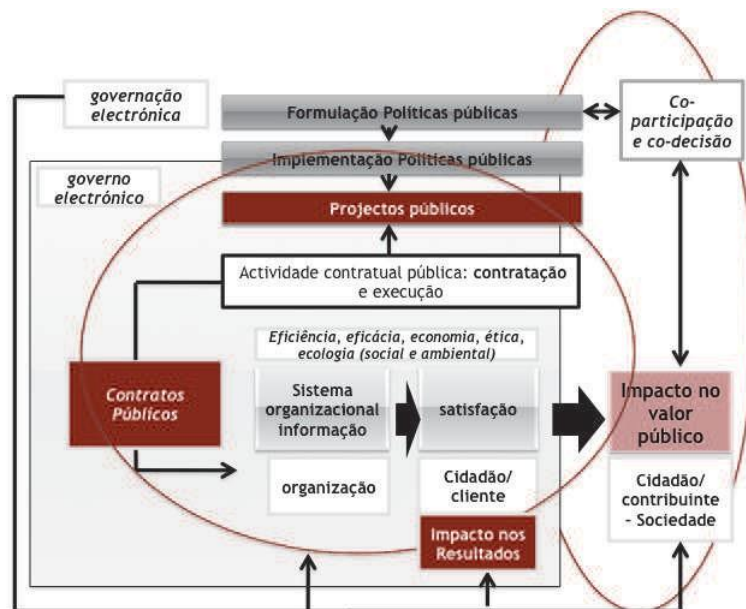 governação
electrónica
Formulação Políticas públicas
Co-
participação
e co-decisão
Implementação Políticas públicas
governo
electrónico
Projectos públicos
Actividade contratual pública: contratação
e execução
Eficiência, eficácia, economia, ética,
ecologia (social e ambiental)
Contratos
Públicos
Sistema
organizacional
informação
satisfação
Impacto no
valor
público
organização
Cidadão/
cliente
Cidadão/
contribuinte
- Sociedade
Impacto nos
Resultados